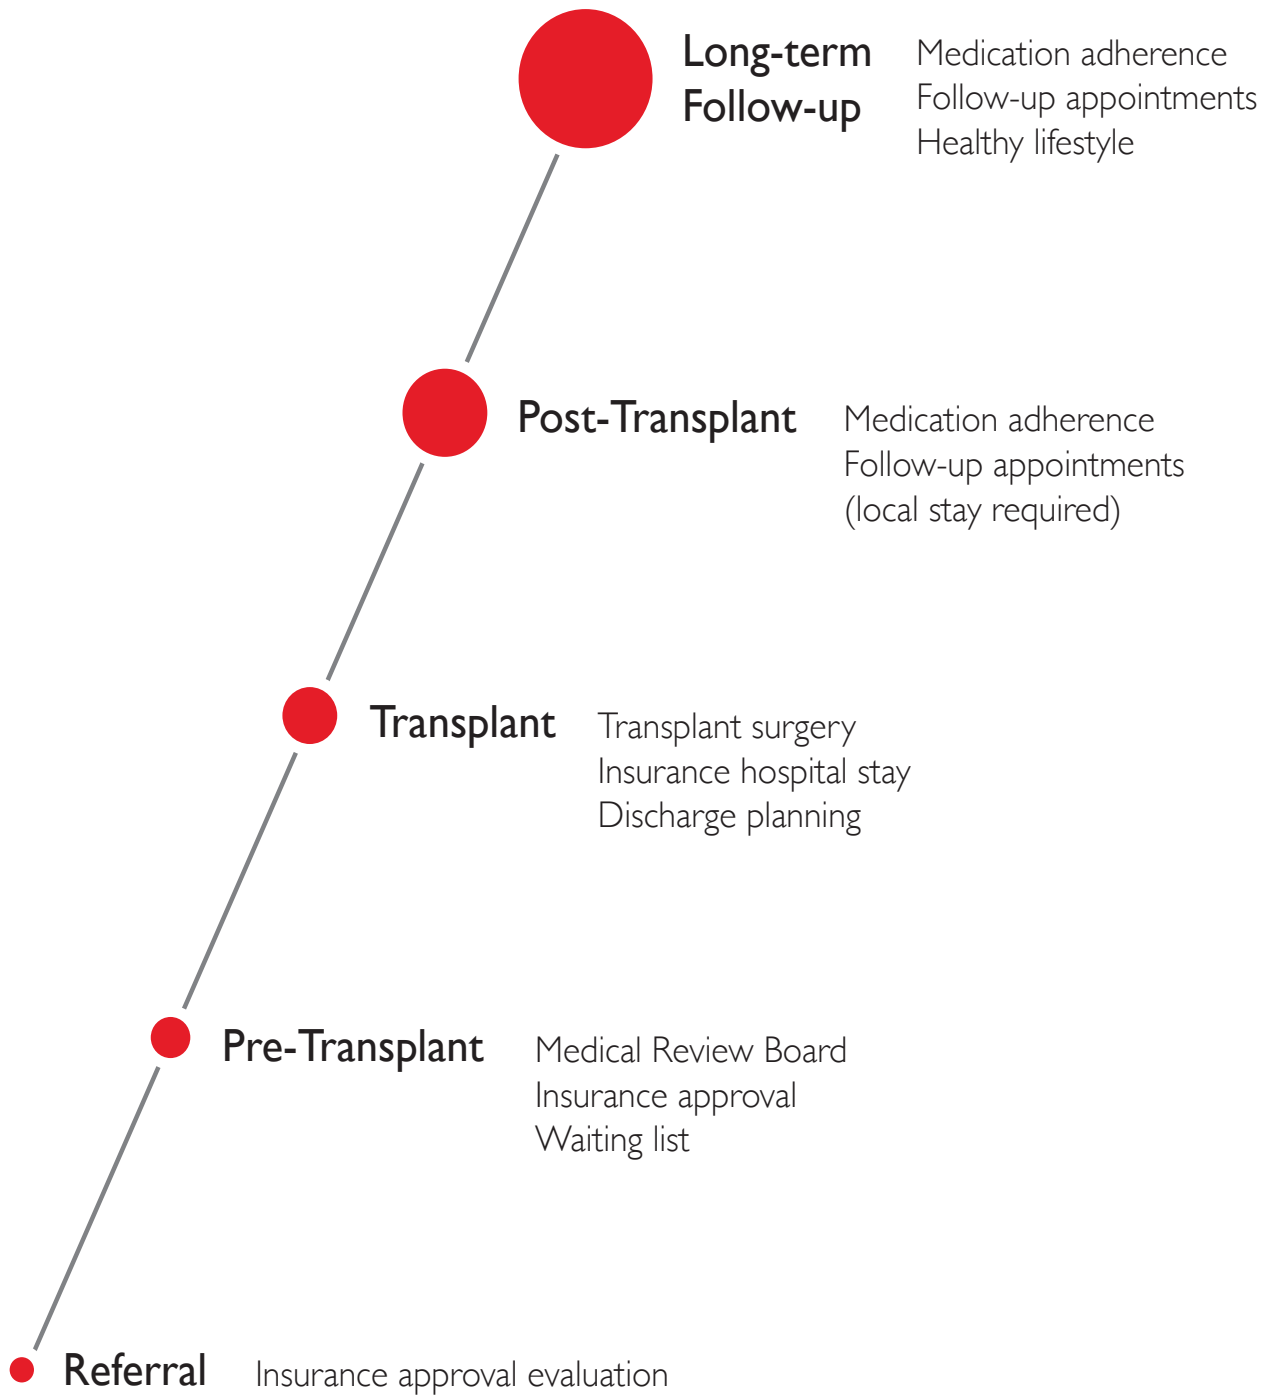 Long-term
Follow-up
Medication adherence
Follow-up appointments
Healthy lifestyle
Post-Transplant
Medication adherence
Follow-up appointments
(local stay required)
Transplant
Transplant surgery
Insurance hospital stay
Discharge planning
Pre-Transplant
Medical Review Board
Insurance approval
Waiting list
Referral
Insurance approval evaluation